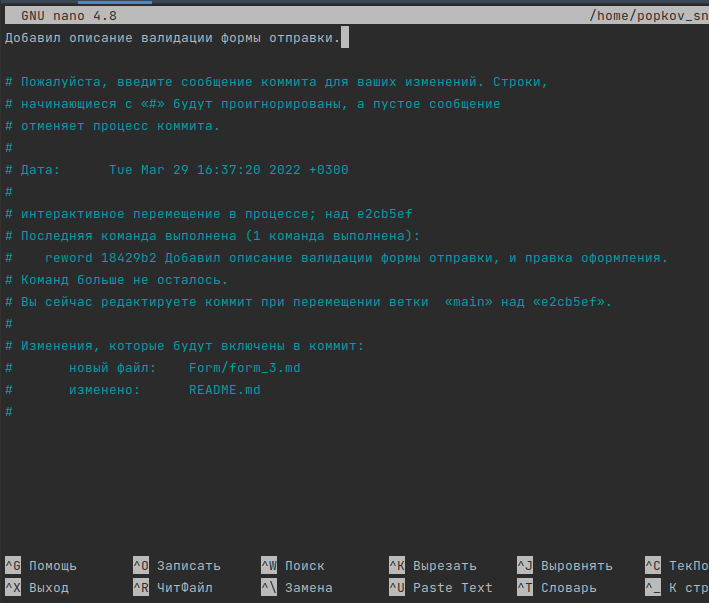 GNU nano 4.8 /home/popkov_sn
Добавил описание валидации формы отправки.
# Пожалуйста, введите сообщение коммита для ваших изменений. Строки,
# начинающиеся с «#» будут проигнорированы, а пустое сообщение
# отменяет процесс коммита.
#
# Дата: Tue Mar 29 16:37:20 2022 +0300
#
# интерактивное перемещение в процессе; над e2cb5ef
# Последняя команда выполнена (1 команда выполнена):
# reword 18429b2 Добавил описание валидации формы отправки, и правка оформления.
# Команд больше не осталось.
# Вы сейчас редактируете коммит при перемещении ветки «main» над «e2cb5ef».
#
# Изменения, которые будут включены в коммит:
# новый файл: Form/form_3.md
# изменено: README.md
#
^G Помощь ^O Записать ^W Поиск ^K Вырезать ^J Выровнять ^C ТекПо
^X Выход ^R ЧитФайл ^\ Замена ^U Paste Text ^T Словарь ^_ К стр